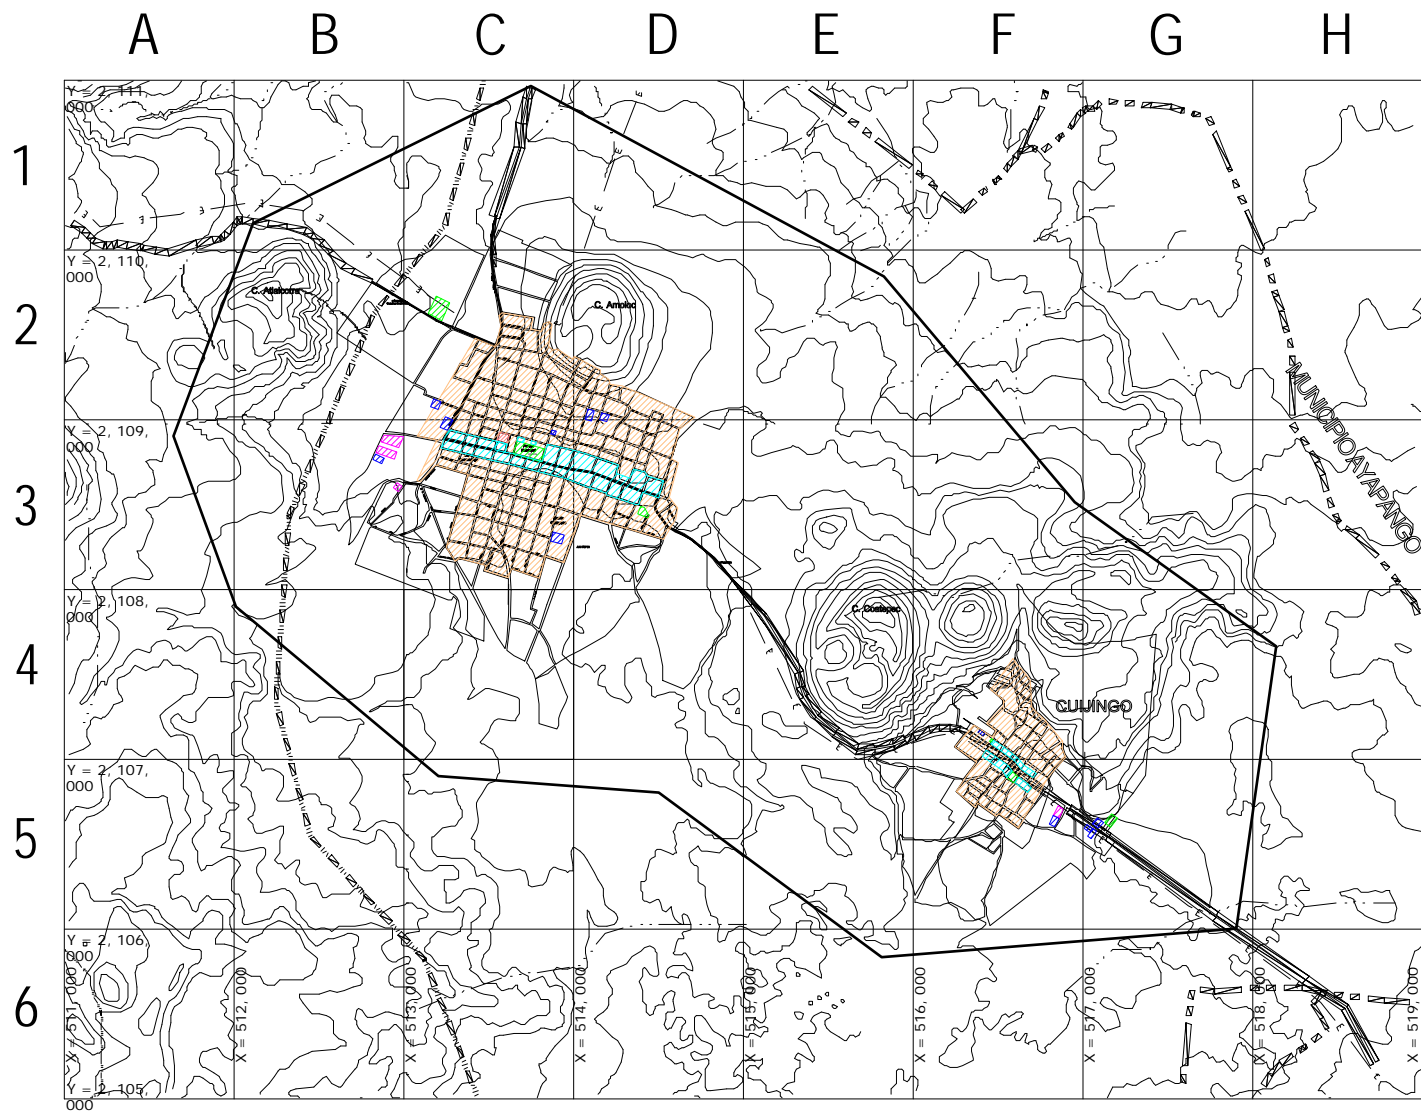 A B C D E F G H
1
Y = 2, 111,
000
2
Y = 2, 110,
000
C. Amoloc
3
Y = 2, 109,
000
MUNICIPIO AYAPANGO
4
Y = 2, 108,
000
C. Coatepec
CUIJINGO
5
Y = 2, 107,
000
6
Y = 2, 106,
000
X = 511, 000
X = 512, 000
X = 513, 000
X = 514, 000
X = 515, 000
X = 516, 000
X = 517, 000
X = 518, 000
X = 519, 000
Y = 2, 105,
000